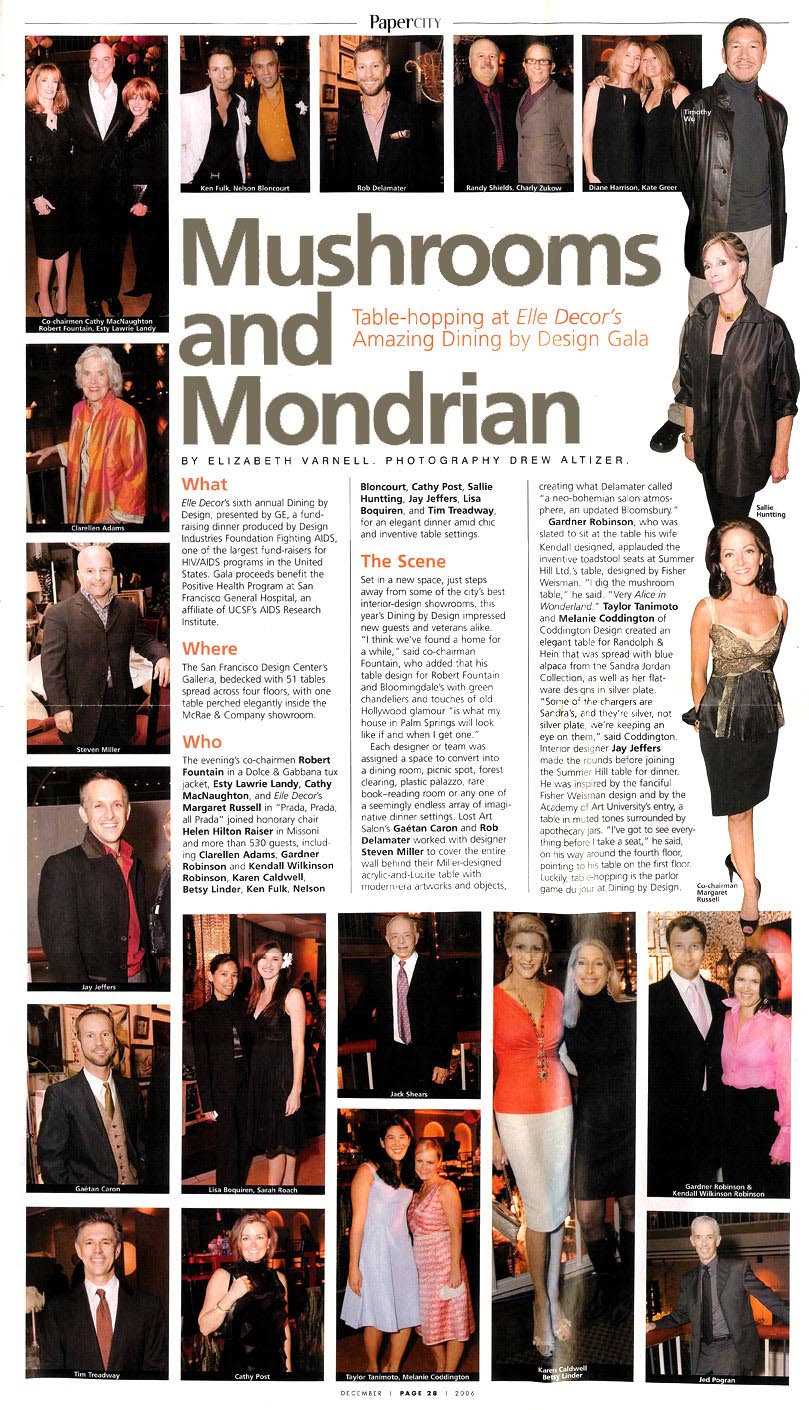 PaperCITY
Co-chairmen Cathy MacNaughton
Robert Fountain, Esty Lawrie Landy
Ken Fulk, Nelson Bloncourt
Rob Delamater
Randy Shields, Charly Zukow
Diane Harrison, Kate Greer
Timothy
Wu
Mushrooms
and
Mondrian
Table-hopping at Elle Decor's
Amazing Dining by Design Gala
BY ELIZABETH VARNELL. PHOTOGRAPHY DREW ALTIZER.
Clarellen Adams
Steven Miller
Jay Jeffers
Gaétan Caron
Tim Treadway
What
Elle Decor's sixth annual Dining by
Design, presented by GE, a fund-
raising dinner produced by Design
Industries Foundation Fighting AIDS,
one of the largest fund-raisers for
HIV/AIDS programs in the United
States. Gala proceeds benefit the
Positive Health Program at San
Francisco General Hospital, an
affiliate of UCSF's AIDS Research
Institute.
Where
The San Francisco Design Center's
Galleria, bedecked with 51 tables
spread across four floors, with one
table perched elegantly inside the
McRae & Company showroom.
Who
The evening's co-chairmen Robert
Fountain in a Dolce & Gabbana tux
jacket, Esty Lawrie Landy, Cathy
MacNaughton, and Elle Decor's
Margaret Russell in "Prada, Prada,
all Prada" joined honorary chair
Helen Hilton Raiser in Missoni
and more than 530 guests, includ-
ing Clarellen Adams, Gardner
Robinson and Kendall Wilkinson
Robinson, Karen Caldwell,
Betsy Linder, Ken Fulk, Nelson
Bloncourt, Cathy Post, Sallie
Huntting, Jay Jeffers, Lisa
Boquiren, and Tim Treadway,
for an elegant dinner amid chic
and inventive table settings.
The Scene
Set in a new space, just steps
away from some of the city's best
interior-design showrooms, this
year's Dining by Design impressed
new guests and veterans alike.
"I think we've found a home for
a while," said co-chairman
Fountain, who added that his
table design for Robert Fountain
and Bloomingdale's with green
chandeliers and touches of old
Hollywood glamour "is what my
house in Palm Springs will look
like if and when I get one."
Each designer or team was
assigned a space to convert into
a dining room, picnic spot, forest
clearing, plastic palazzo, rare
book–reading room or any one of
a seemingly endless array of imagi-
native dinner settings. Lost Art
Salon's Gaétan Caron and Rob
Delamater worked with designer
Steven Miller to cover the entire
wall behind their Miller-designed
acrylic-and-Lucite table with
modern-era artworks and objects,
creating what Delamater called
"a neo-bohemian salon atmos-
phere, an updated Bloomsbury."
Gardner Robinson, who was
slated to sit at the table his wife
Kendall designed, applauded the
inventive toadstool seats at Summer
Hill Ltd.'s table, designed by Fisher
Weisman. "I dig the mushroom
table," he said. "Very Alice in
Wonderland." Taylor Tanimoto
and Melanie Coddington of
Coddington Design created an
elegant table for Randolph &
Hein that was spread with blue
alpaca from the Sandra Jordan
Collection, as well as her flat-
ware designs in silver plate.
"Some of the chargers are
Sandra's, and they're silver, not
silver plate, we're keeping an
eye on them," said Coddington.
Interior designer Jay Jeffers
made the rounds before joining
the Summer Hill table for dinner.
He was inspired by the fanciful
Fisher Weisman design and by the
Academy of Art University's entry, a
table in muted tones surrounded by
apothecary jars. "I've got to see every-
thing before I take a seat," he said,
on his way around the fourth floor,
pointing to his table on the first floor.
Luckily, table-hopping is the parlor
game du jour at Dining by Design.
Sallie
Huntting
Co-chairman
Margaret
Russell
Lisa Boquiren, Sarah Roach
Jack Shears
Gardner Robinson &
Kendall Wilkinson Robinson
Cathy Post
Taylor Tanimoto, Melanie Coddington
Karen Caldwell
Betsy Linder
Jed Pogran
DECEMBER | PAGE 28 | 2006